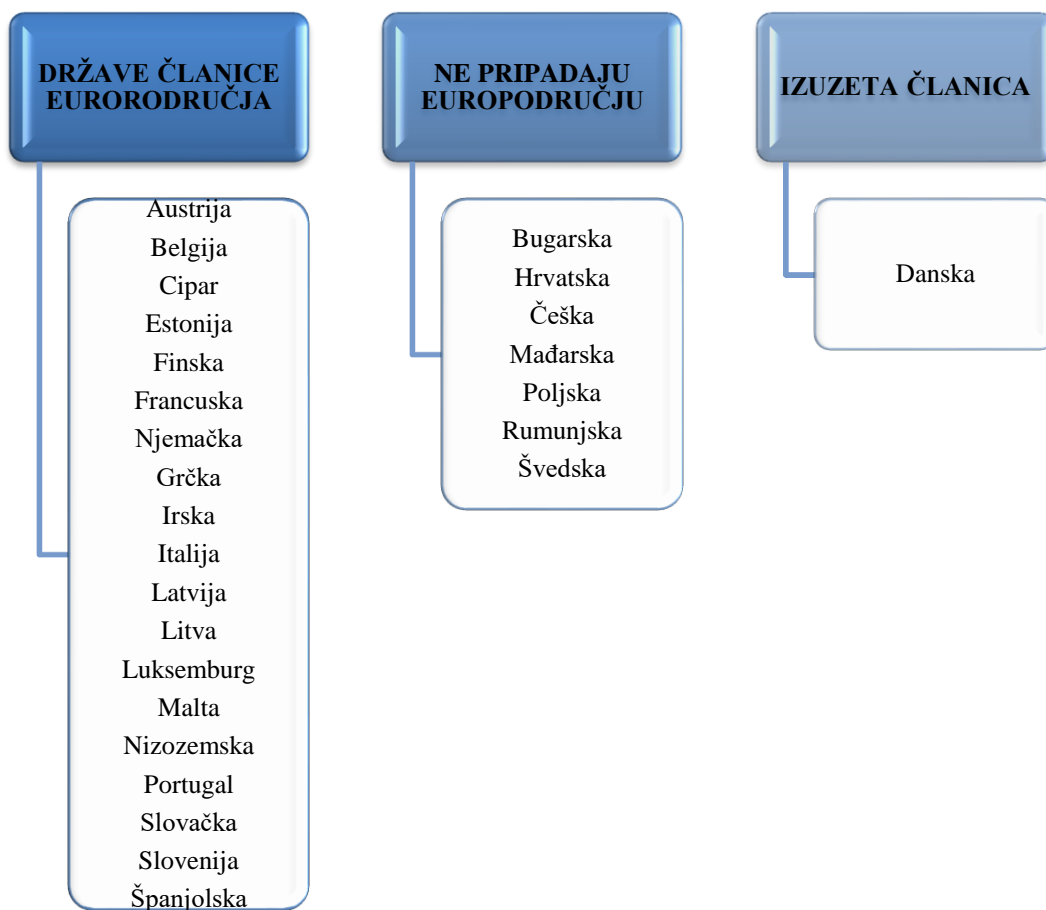 DRŽAVE ČLANICE
EURORODRUČJA
Austrija
Belgija
Cipar
Estonija
Finska
Francuska
Njemačka
Grčka
Irska
Italija
Latvija
Litva
Luksemburg
Malta
Nizozemska
Portugal
Slovačka
Slovenija
Španjolska
NE PRIPADAJU
EUROPODRUČJU
Bugarska
Hrvatska
Češka
Mađarska
Poljska
Rumunjska
Švedska
IZUZETA ČLANICA
Danska